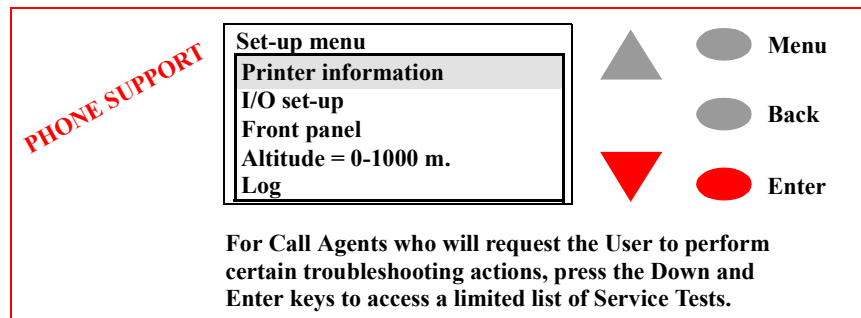 PHONE SUPPORT
Set-up menu
Printer information
I/O set-up
Front panel
Altitude = 0-1000 m.
Log
Menu
Back
Enter
For Call Agents who will request the User to perform
certain troubleshooting actions, press the Down and
Enter keys to access a limited list of Service Tests.